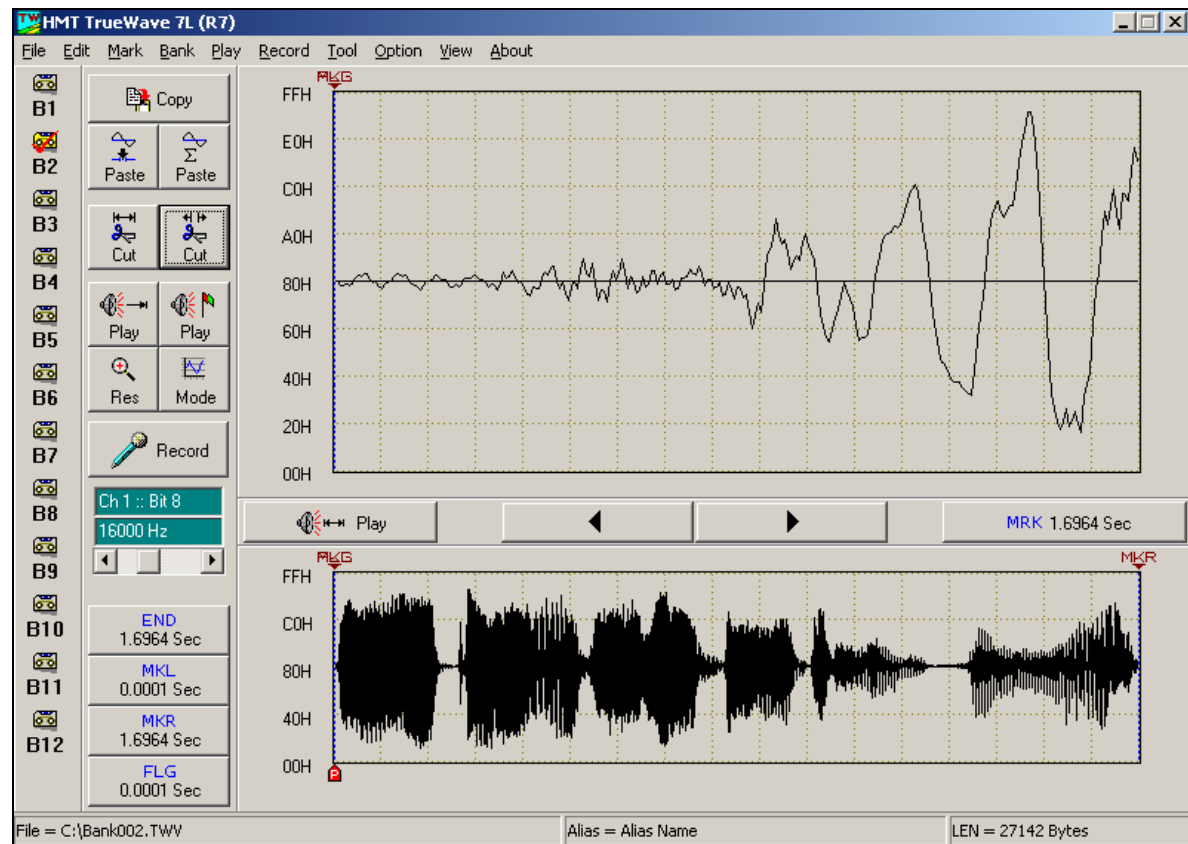 HMT TrueWave 7L (R7)
File Edit Mark Bank Play Record Tool Option View About
B1
B2
B3
B4
B5
B6
B7
B8
B9
B10
B11
B12
Copy
Paste Paste
Cut Cut
Play Play
Res Mode
Record
Ch 1 :: Bit 8
16000 Hz
END
1.6964 Sec
MKL
0.0001 Sec
MKR
1.6964 Sec
FLG
0.0001 Sec
FFH
E0H
C0H
A0H
80H
60H
40H
20H
00H
Play
MRK 1.6964 Sec
MKR
FFH
C0H
80H
40H
00H
P
File = C:\Bank002.TWV
Alias = Alias Name
LEN = 27142 Bytes